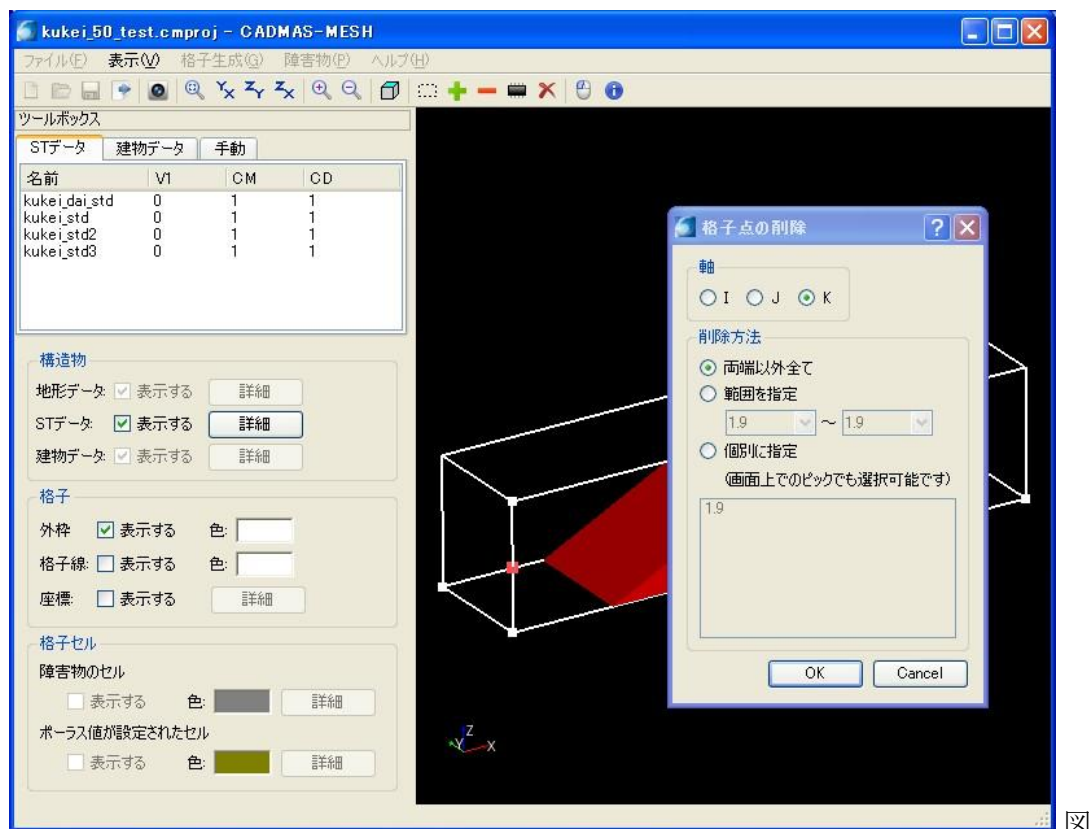 kukei_50_test.cmproj - CADMAS-MESH
ファイル(F) 表示(V) 格子生成(G) 障害物(P) ヘルプ(H)
ツールボックス
STデータ 建物データ 手動
名前 V1 CM CD
kukei_dai_std 0 1 1
kukei_std 0 1 1
kukei_std2 0 1 1
kukei_std3 0 1 1
構造物
地形データ: 表示する 詳細
STデータ: 表示する 詳細
建物データ: 表示する 詳細
格子
外枠 表示する 色:
格子線: 表示する 色:
座標: 表示する 詳細
格子セル
障害物のセル
表示する 色: 詳細
ポーラス値が設定されたセル
表示する 色: 詳細
格子点の削除
軸
I J K
削除方法
両端以外全て
範囲を指定
1.9 ～ 1.9
個別に指定
(画面上でのピックでも選択可能です)
1.9
OK Cancel
Z
Y X
図